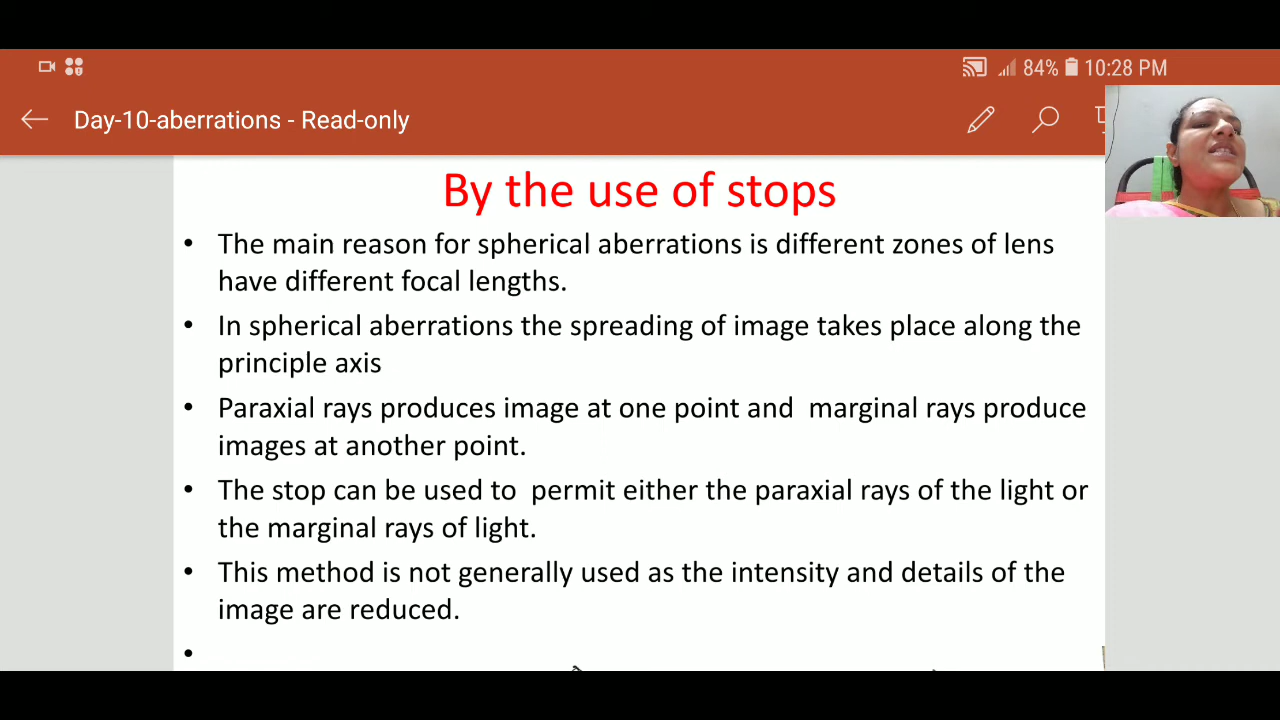 84% 10:28 PM
Day-10-aberrations - Read-only
By the use of stops
• The main reason for spherical aberrations is different zones of lens
have different focal lengths.
• In spherical aberrations the spreading of image takes place along the
principle axis
• Paraxial rays produces image at one point and marginal rays produce
images at another point.
• The stop can be used to permit either the paraxial rays of the light or
the marginal rays of light.
• This method is not generally used as the intensity and details of the
image are reduced.
•